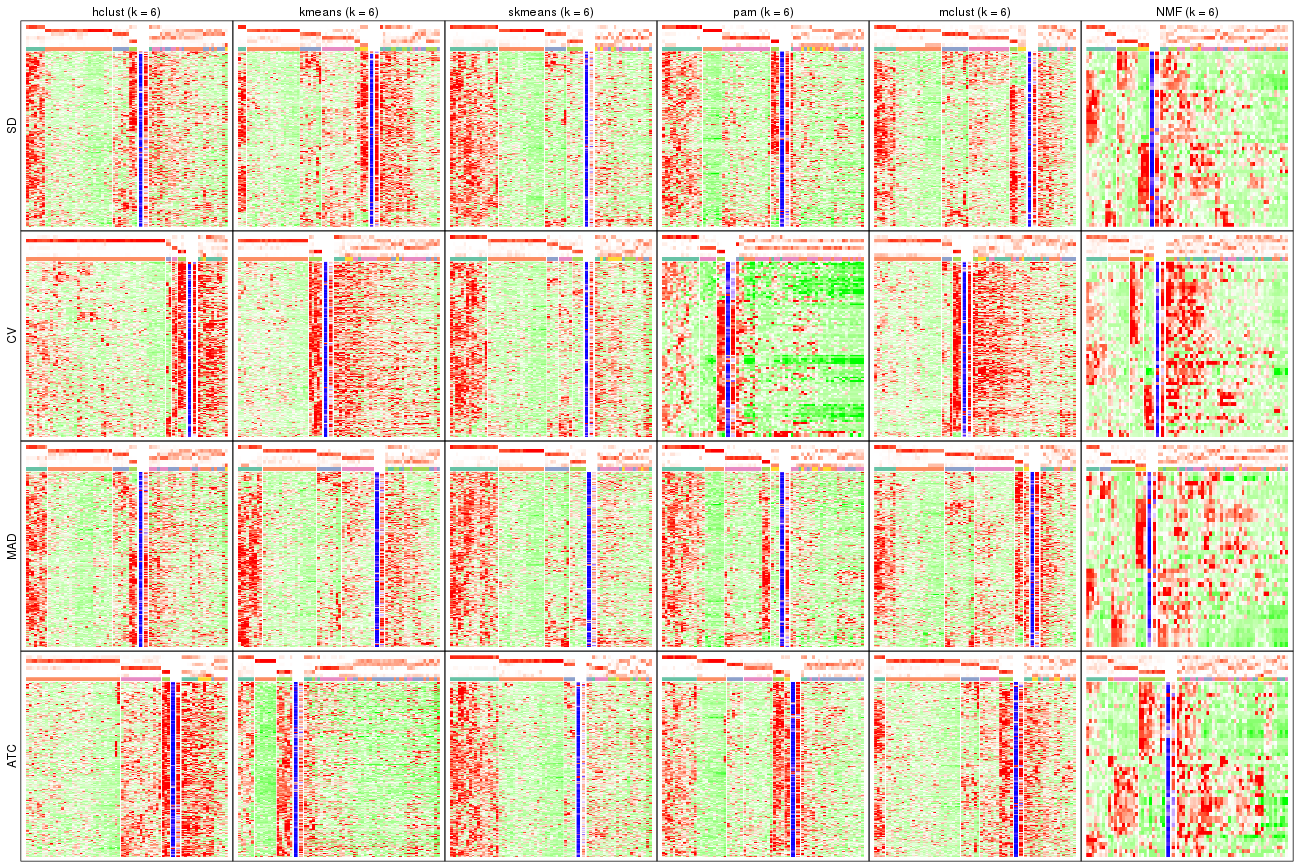 hclust (k = 6) kmeans (k = 6) skmeans (k = 6) pam (k = 6) mclust (k = 6) NMF (k = 6)
SD
CV
MAD
ATC